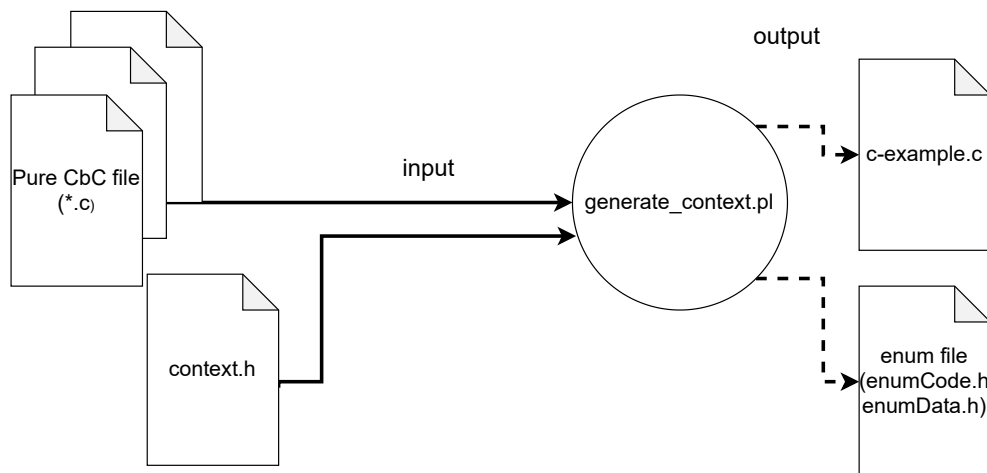 output
c-example.c
Pure CbC file
(*.c)
input
generate_context.pl
context.h
enum file
(enumCode.h
enumData.h)